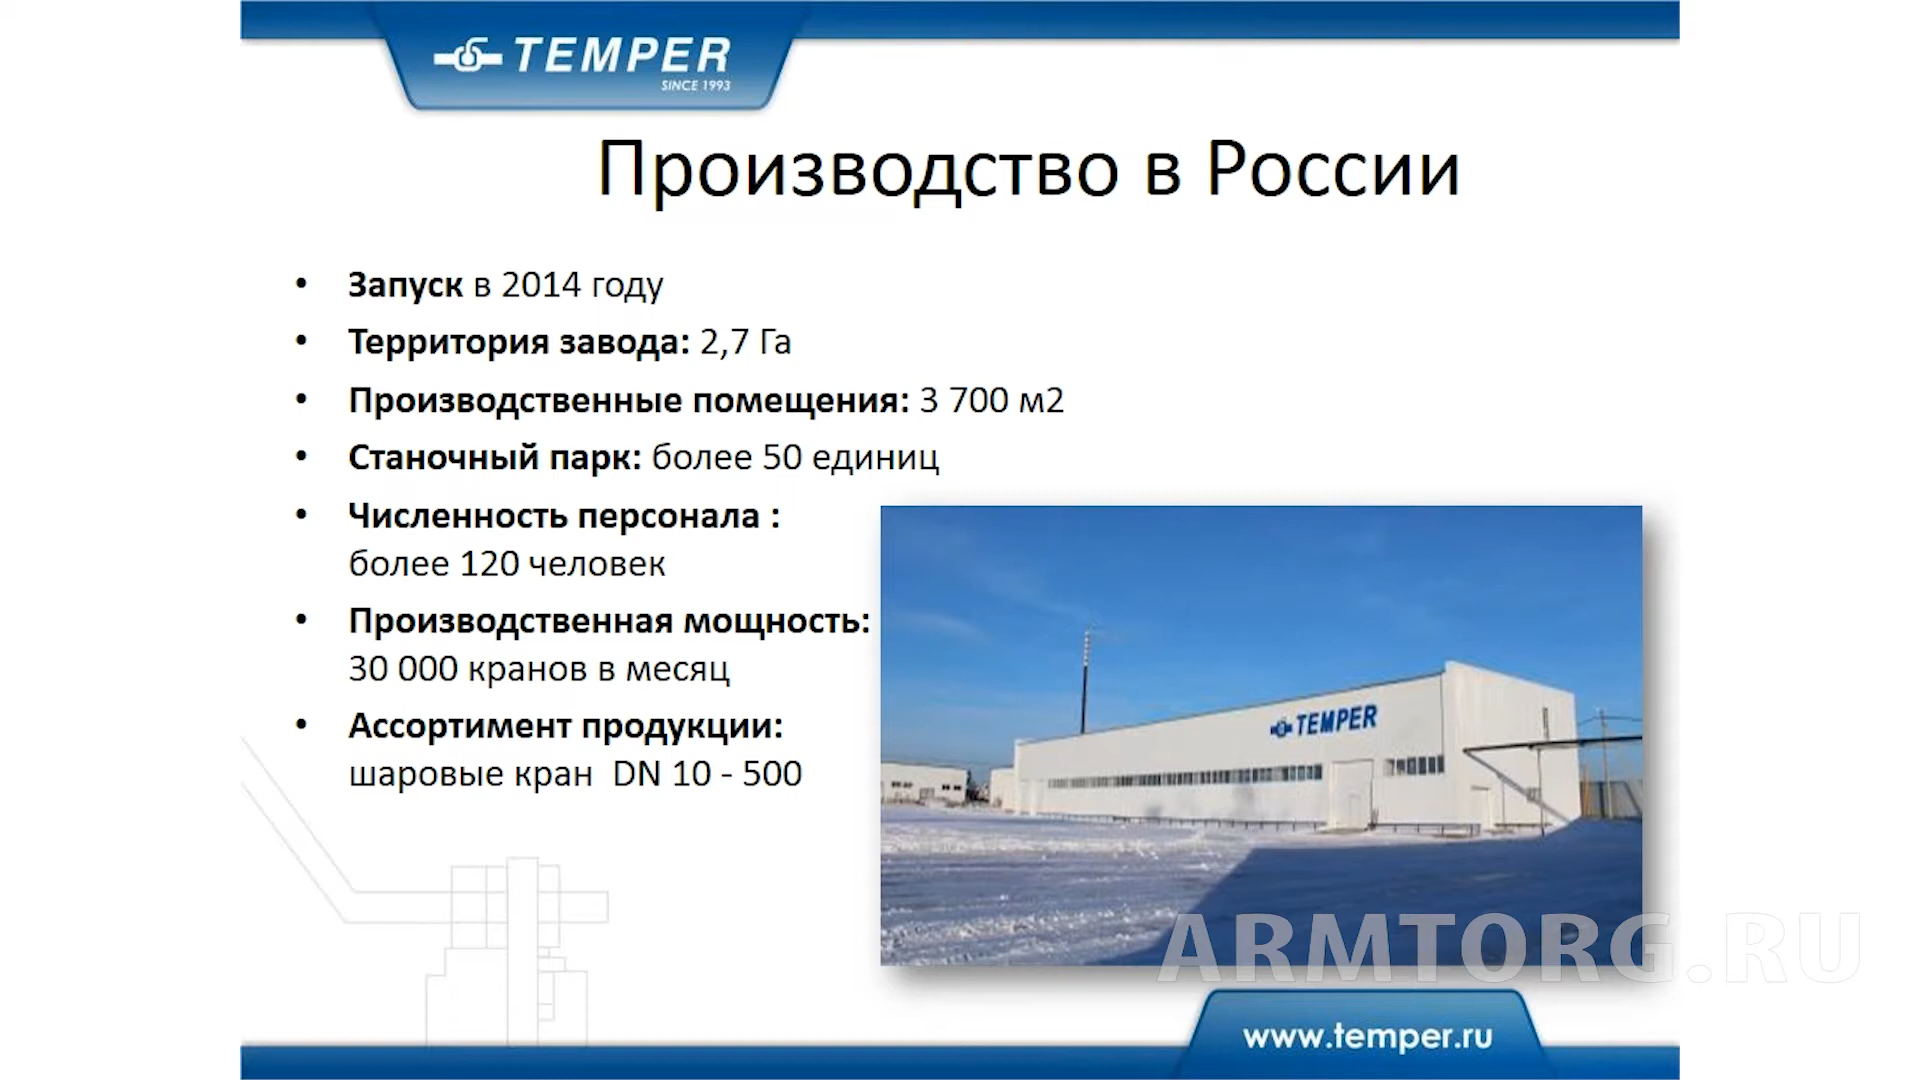 TEMPER
SINCE 1993
Производство в России
• Запуск в 2014 году
• Территория завода: 2,7 Га
• Производственные помещения: 3 700 м2
• Станочный парк: более 50 единиц
• Численность персонала :
более 120 человек
• Производственная мощность:
30 000 кранов в месяц
• Ассортимент продукции:
шаровые кран  DN 10 - 500
TEMPER
ARMTORG.RU
www.temper.ru